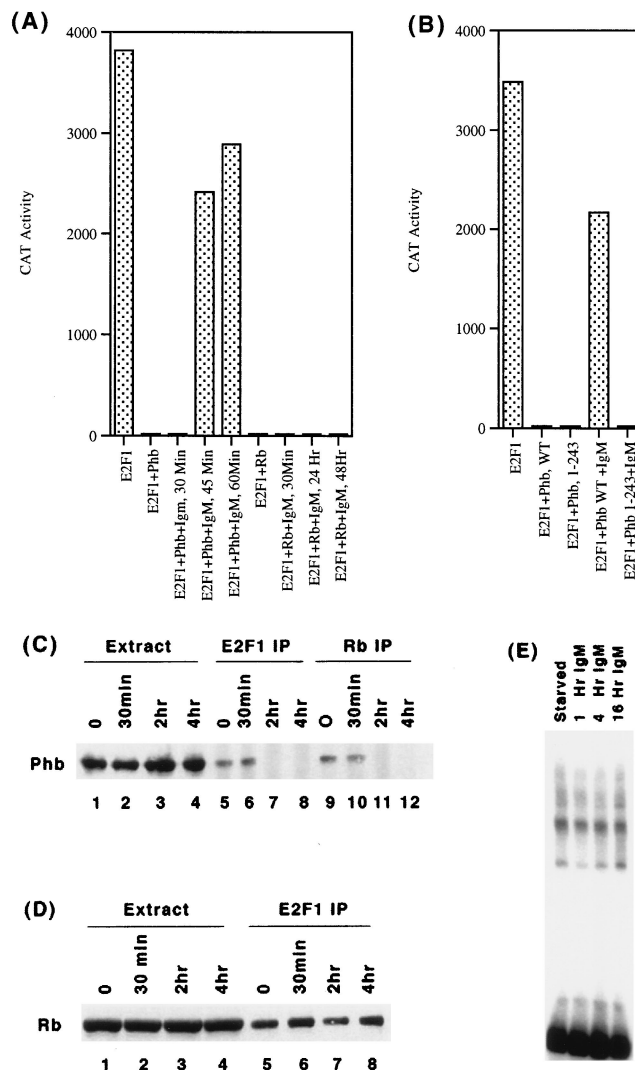 (A)
4000
3000
2000
1000
0
CAT Activity
E2F1
E2F1+Phb
E2F1+Phb+Igm, 30 Min
E2F1+Phb+IgM, 45 Min
E2F1+Phb+IgM, 60Min
E2F1+Rb
E2F1+Rb+IgM, 30Min
E2F1+Rb+IgM, 24 Hr
E2F1+Rb+IgM, 48Hr
(B)
4000
3000
2000
1000
0
CAT Activity
E2F1
E2F1+Phb, WT
E2F1+Phb, 1-243
E2F1+Phb WT +IgM
E2F1+Phb 1-243+IgM
(C)
Extract E2F1 IP Rb IP
0 30min 2hr 4hr 0 30min 2hr 4hr O 30min 2hr 4hr
Phb
1 2 3 4 5 6 7 8 9 10 11 12
(D)
Extract E2F1 IP
0 30 min 2hr 4hr 0 30min 2hr 4hr
Rb
1 2 3 4 5 6 7 8
(E)
Starved
1 Hr IgM
4 Hr IgM
16 Hr IgM